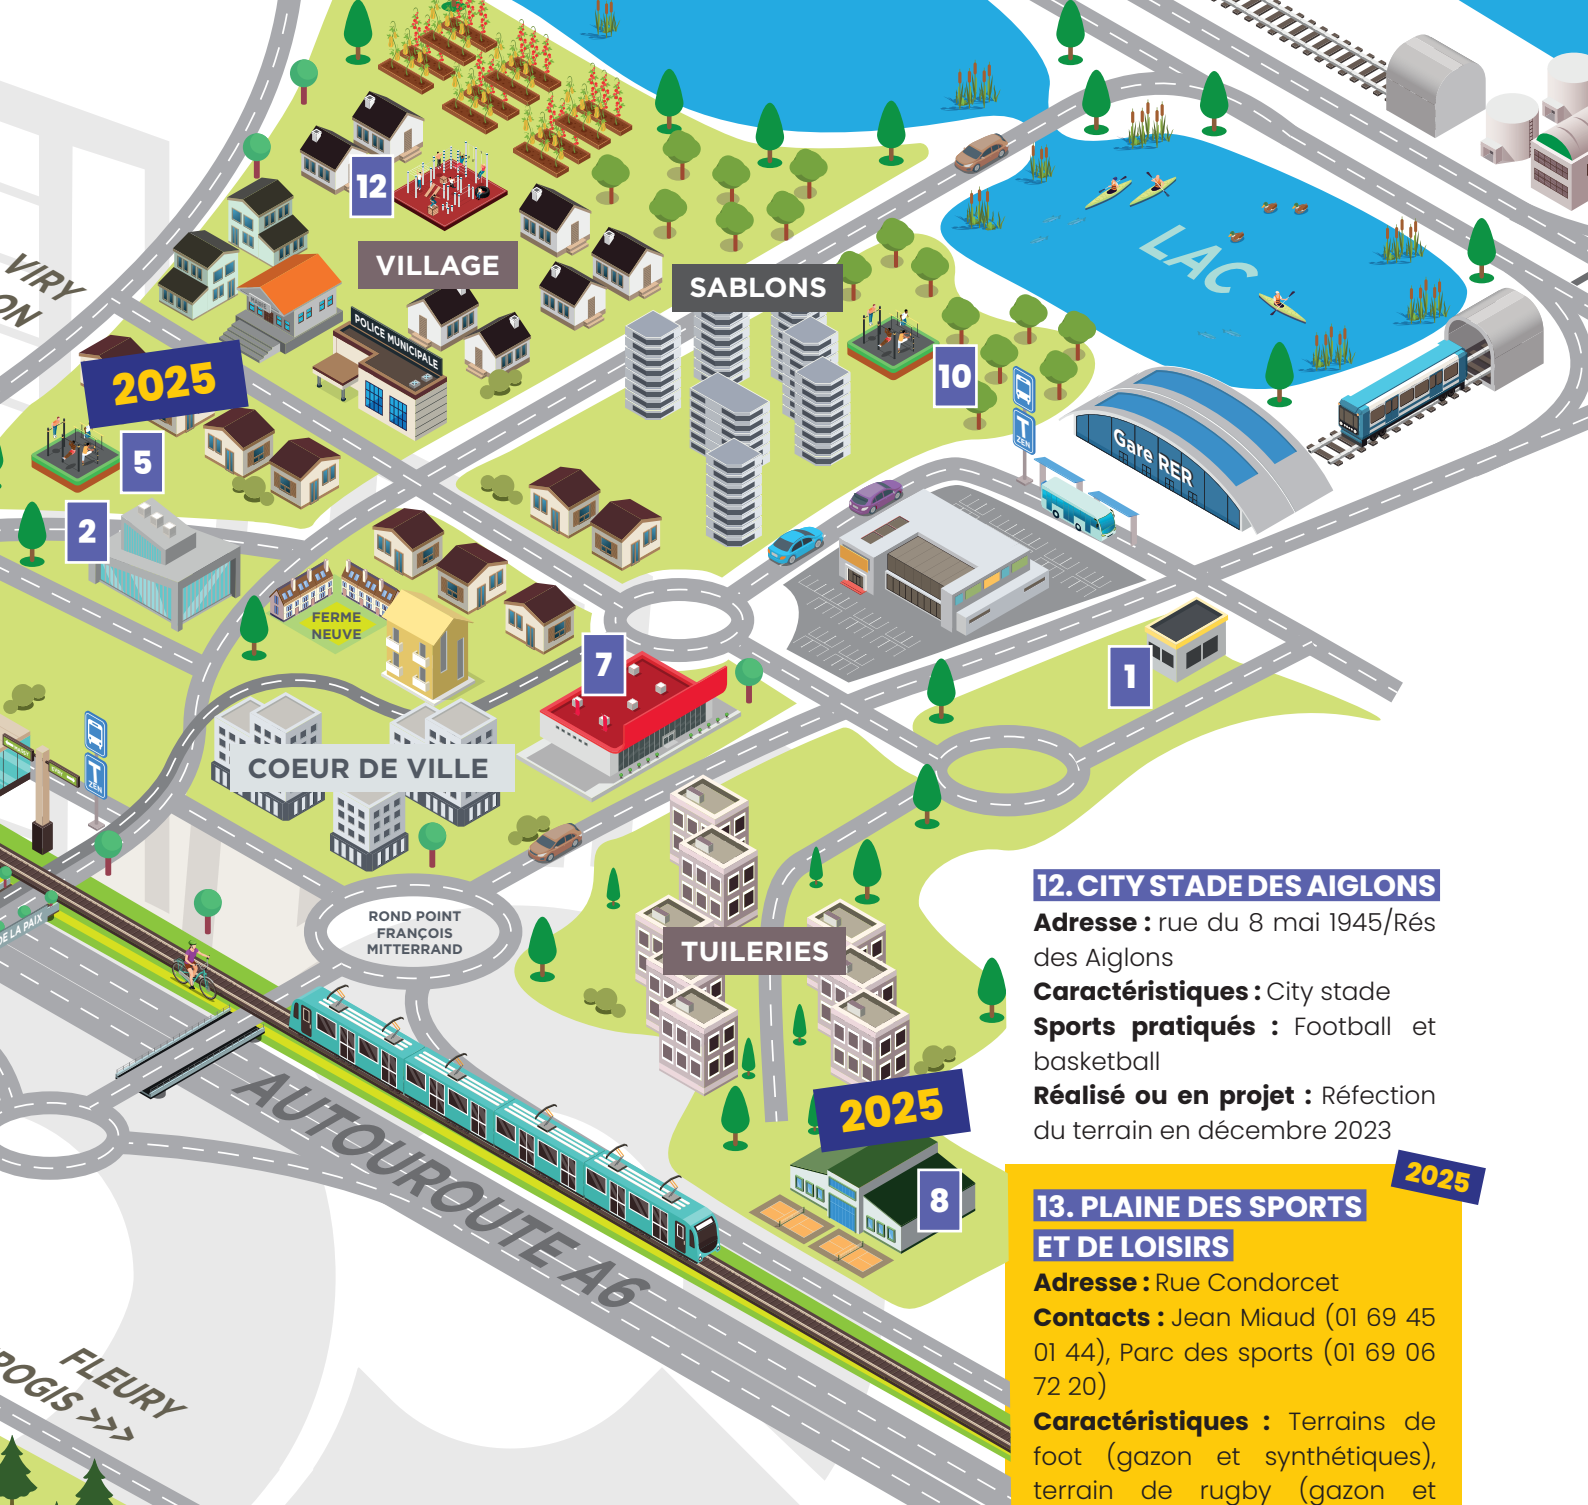 VIRY
ON
12
VILLAGE
SABLONS
LAC
POLICE MUNICIPALE
2025
10
T
ZEN
Gare RER
5
2
FERME
NEUVE
7
1
T
ZEN
COEUR DE VILLE
DE LA PAIX
ROND POINT
FRANÇOIS
MITTERRAND
TUILERIES
2025
8
AUTOUROUTE A6
FLEURY
ROGIS >>>
12. CITY STADE DES AIGLONS
Adresse : rue du 8 mai 1945/Rés
des Aiglons
Caractéristiques : City stade
Sports pratiqués : Football et
basketball
Réalisé ou en projet : Réfection
du terrain en décembre 2023
2025
13. PLAINE DES SPORTS
ET DE LOISIRS
Adresse : Rue Condorcet
Contacts : Jean Miaud (01 69 45
01 44), Parc des sports (01 69 06
72 20)
Caractéristiques : Terrains de
foot (gazon et synthétiques),
terrain de rugby (gazon et